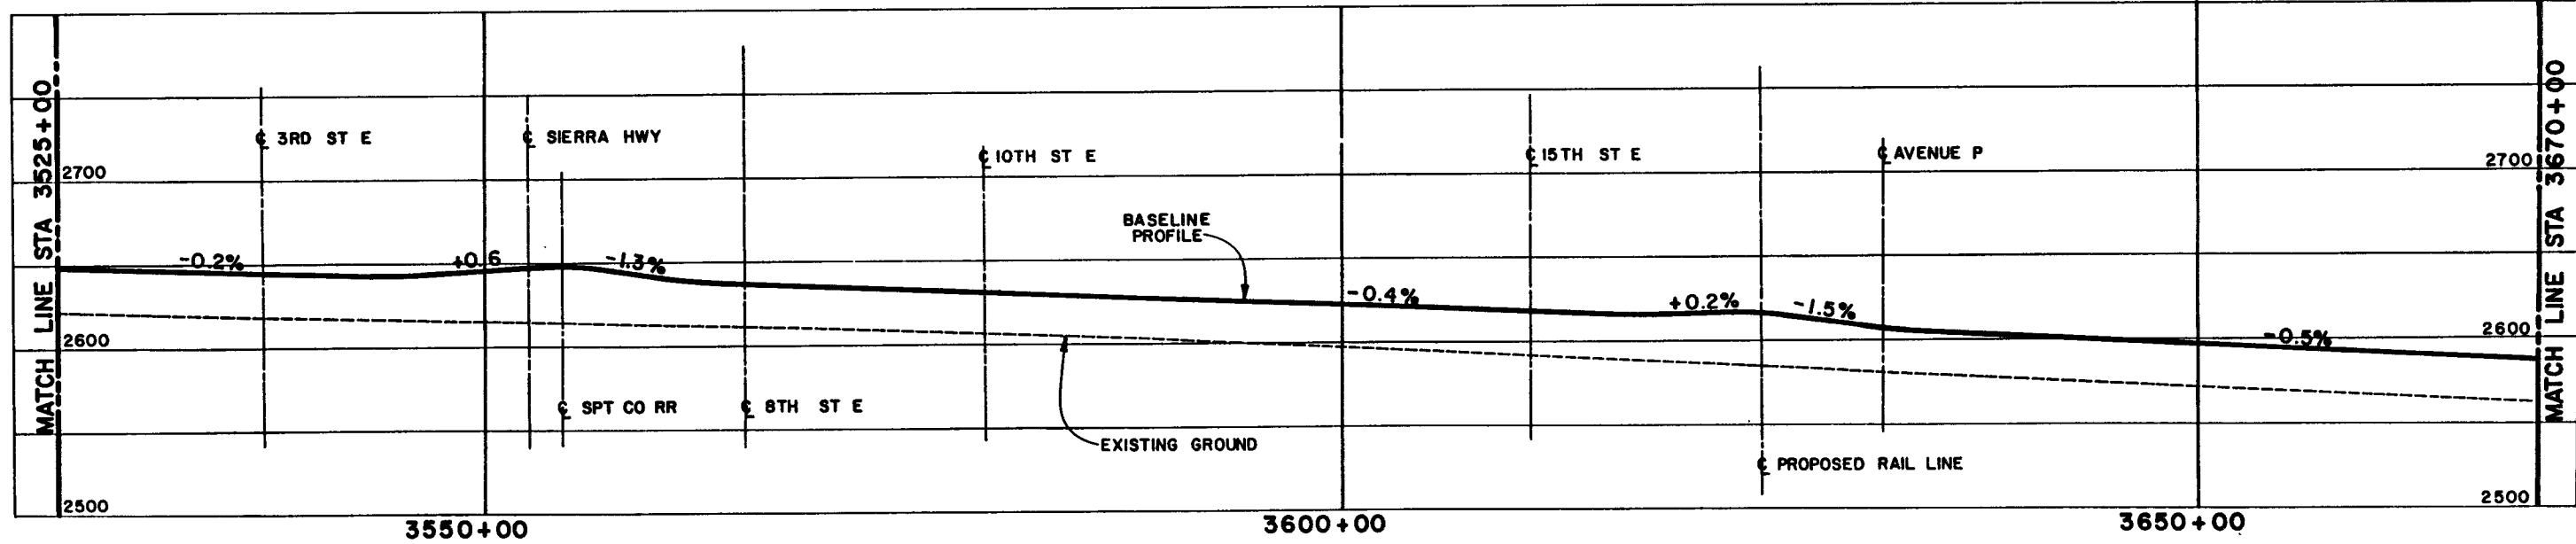 MATCH LINE STA 3525+00
MATCH LINE STA 3670+00
℄ 3RD ST E
℄ SIERRA HWY
℄ 10TH ST E
℄ 15TH ST E
℄ AVENUE P
2700
2700
BASELINE
PROFILE
-0.2%
+0.6
-1.3%
-0.4%
+0.2%
-1.5%
-0.5%
2600
2600
℄ SPT CO RR
℄ 8TH ST E
EXISTING GROUND
℄ PROPOSED RAIL LINE
2500
2500
3550+00
3600+00
3650+00